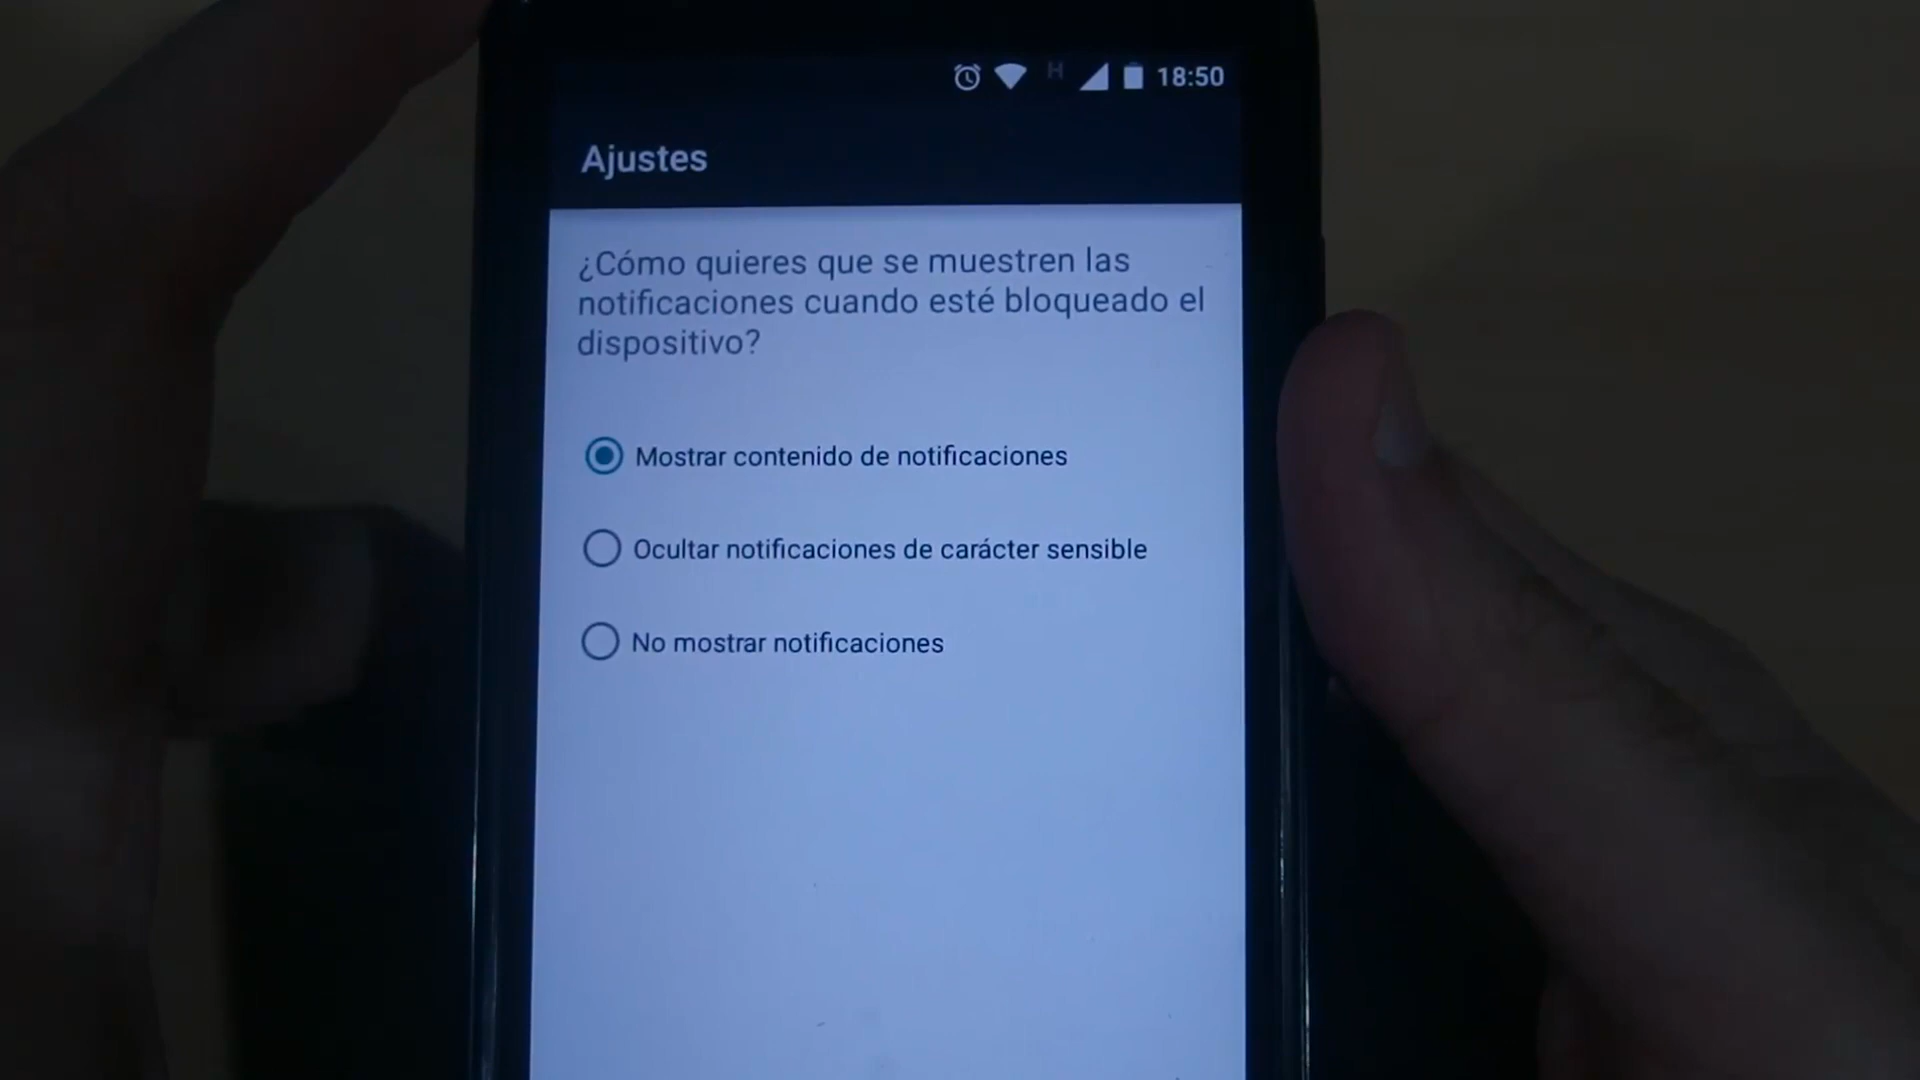 H 18:50
Ajustes
¿Cómo quieres que se muestren las
notificaciones cuando esté bloqueado el
dispositivo?
Mostrar contenido de notificaciones
Ocultar notificaciones de carácter sensible
No mostrar notificaciones